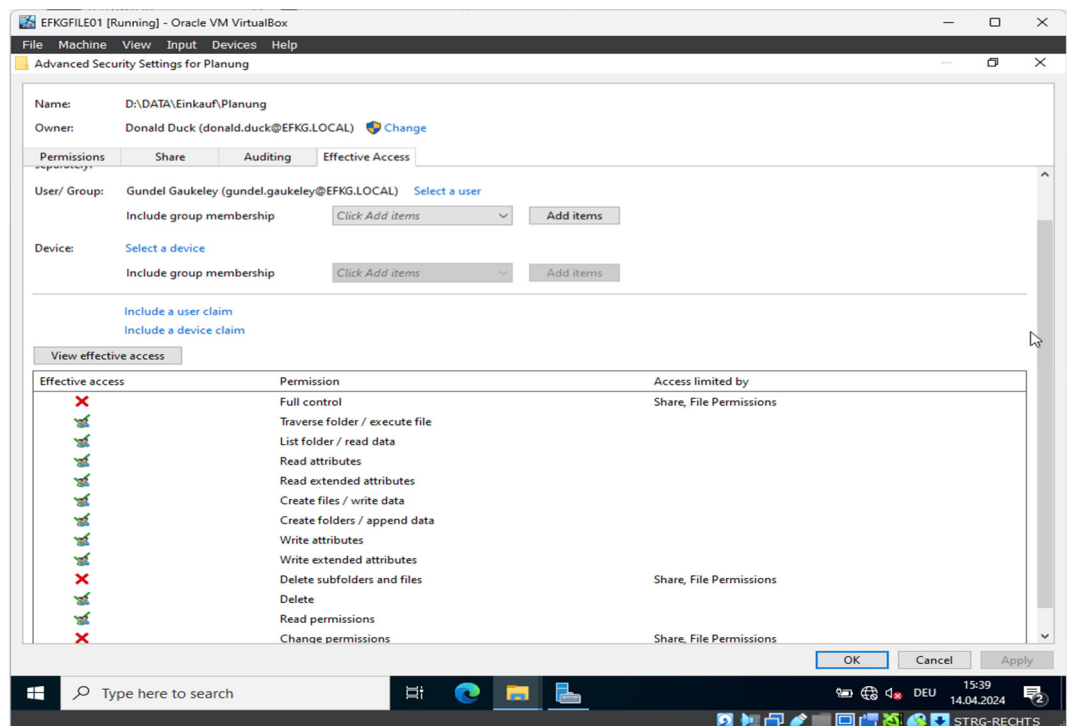 EFKGFILE01 [Running] - Oracle VM VirtualBox
File Machine View Input Devices Help
Advanced Security Settings for Planung
Name: D:\DATA\Einkauf\Planung
Owner: Donald Duck (donald.duck@EFKG.LOCAL) Change
Permissions Share Auditing Effective Access
separately.
User/ Group: Gundel Gaukeley (gundel.gaukeley@EFKG.LOCAL) Select a user
Include group membership Click Add items Add items
Device: Select a device
Include group membership Click Add items Add items
Include a user claim
Include a device claim
View effective access
Effective access Permission Access limited by
Full control Share, File Permissions
Traverse folder / execute file
List folder / read data
Read attributes
Read extended attributes
Create files / write data
Create folders / append data
Write attributes
Write extended attributes
Delete subfolders and files Share, File Permissions
Delete
Read permissions
Change permissions Share, File Permissions
OK Cancel Apply
Type here to search DEU 15:39
14.04.2024 2
STRG-RECHTS